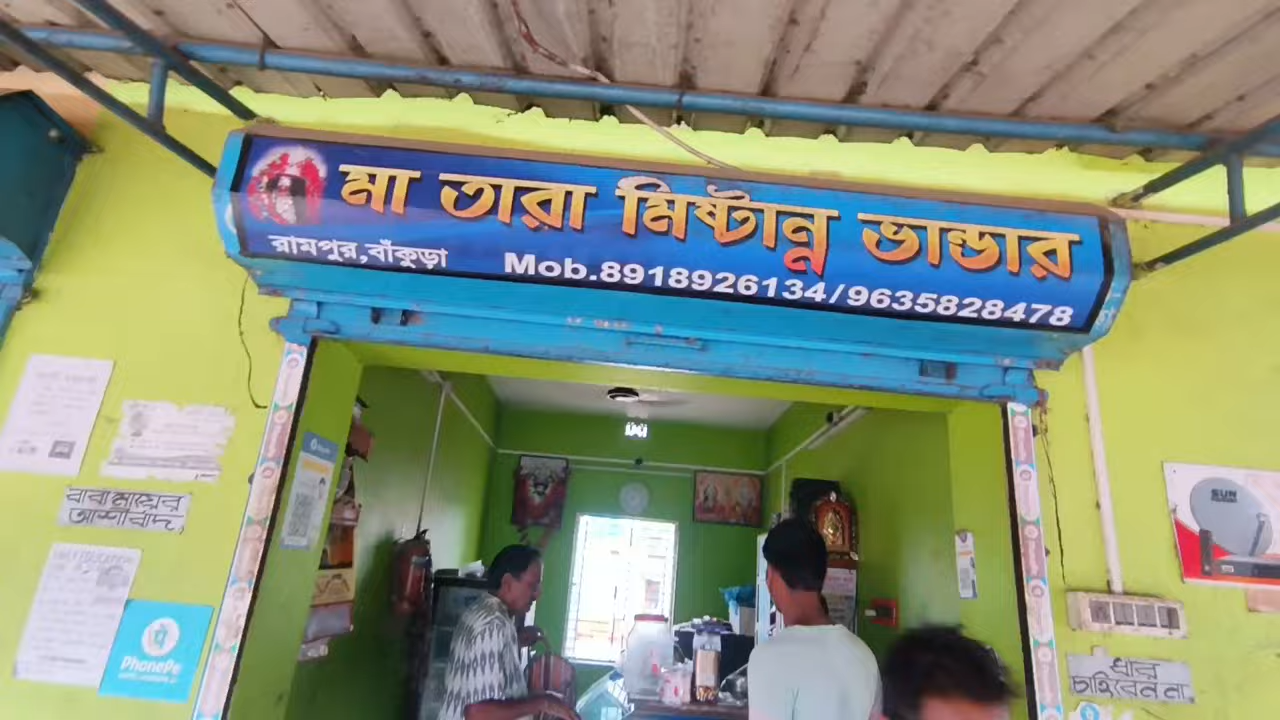 মা তারা মিষ্টান্ন ভান্ডার
রামপুর,বাঁকুড়া Mob.8918926134/9635828478
বাবা মায়ের
আশীর্বাদ
PhonePe
SUN
ধার
চাহিবেন না